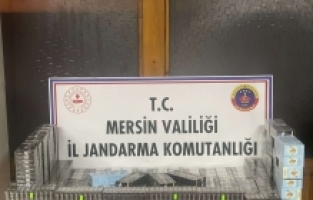 T.C.
MERSİN VALİLİĞİ
İL JANDARMA KOMUTANLIĞI